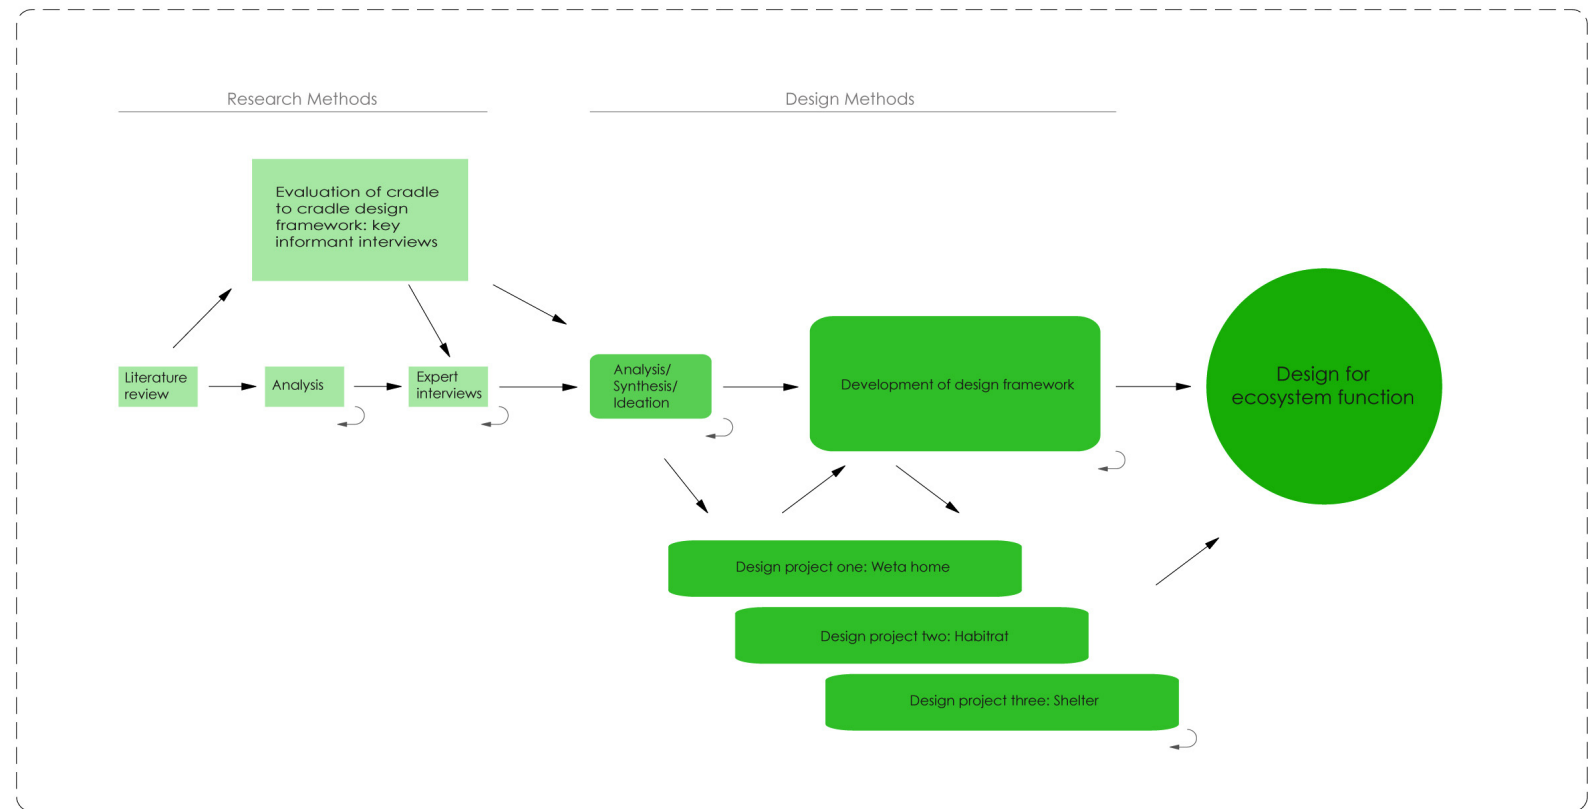 Research Methods
Design Methods
Evaluation of cradle
to cradle design
framework: key
informant interviews
Literature
review
Analysis
Expert
interviews
Analysis/
Synthesis/
Ideation
Development of design framework
Design for
ecosystem function
Design project one: Weta home
Design project two: Habitrat
Design project three: Shelter